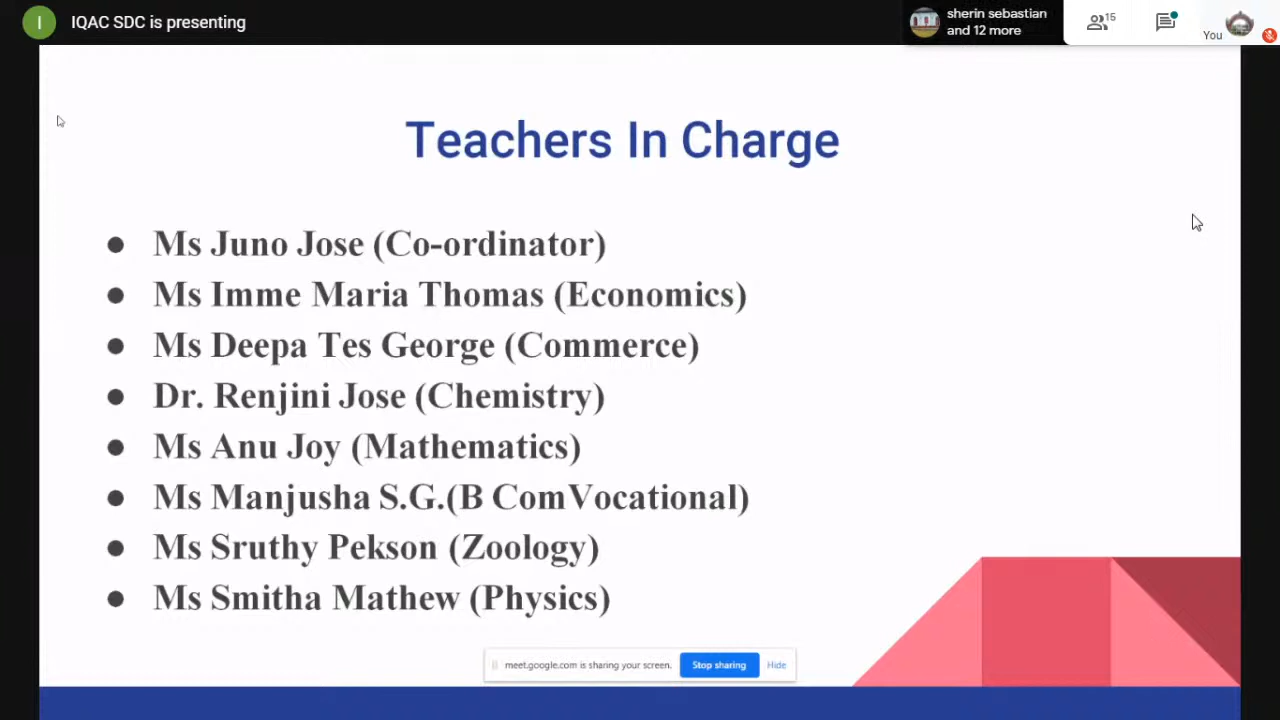 I IQAC SDC is presenting
sherin sebastian
and 12 more
15
You
Teachers In Charge
● Ms Juno Jose (Co-ordinator)
● Ms Imme Maria Thomas (Economics)
● Ms Deepa Tes George (Commerce)
● Dr. Renjini Jose (Chemistry)
● Ms Anu Joy (Mathematics)
● Ms Manjusha S.G.(B ComVocational)
● Ms Sruthy Pekson (Zoology)
● Ms Smitha Mathew (Physics)
meet.google.com is sharing your screen. Stop sharing Hide